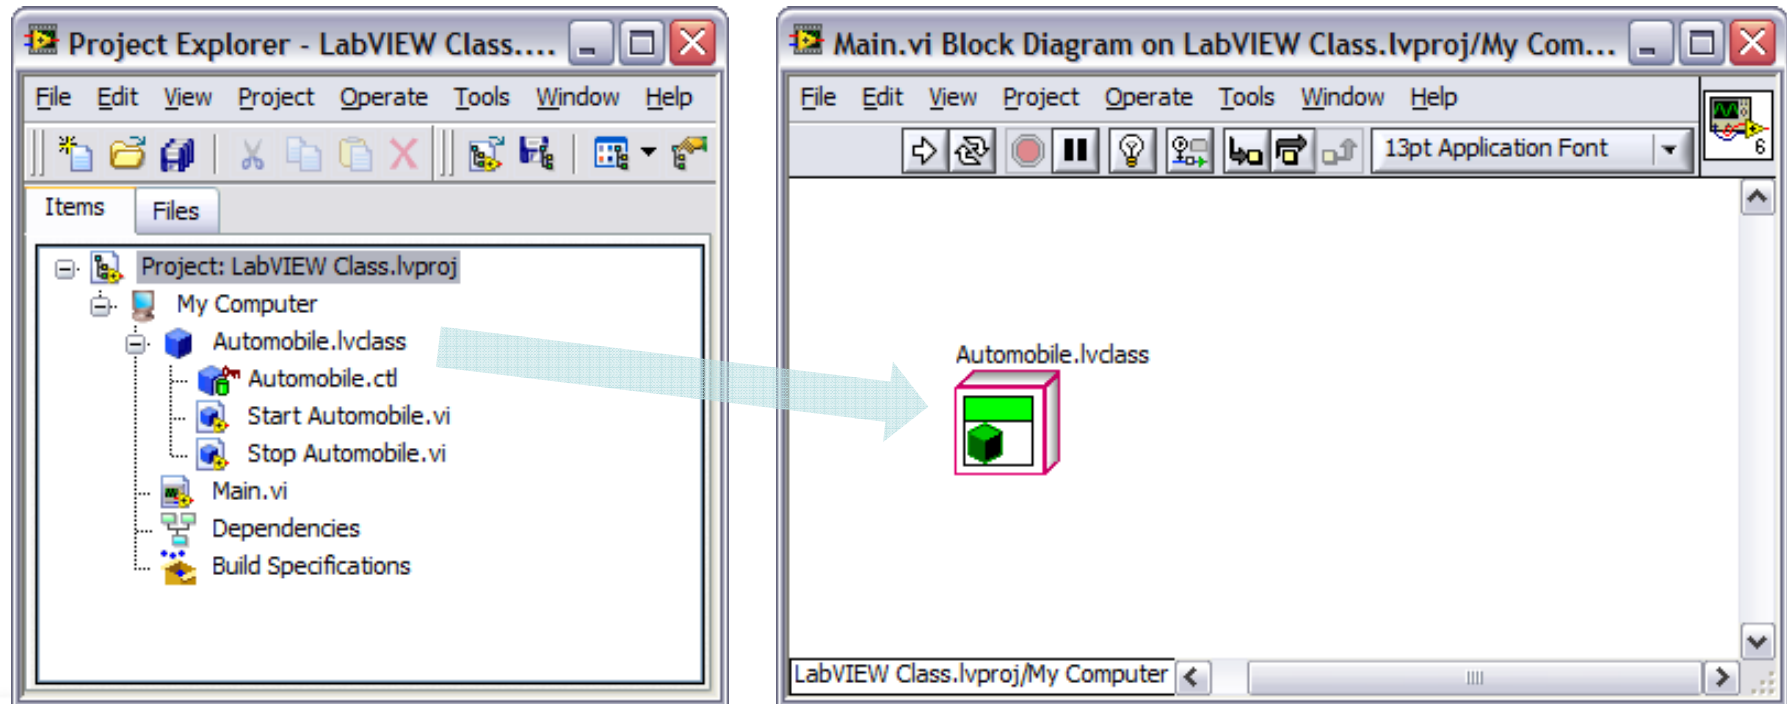 Project Explorer - LabVIEW Class....
File Edit View Project Operate Tools Window Help
Items Files
Project: LabVIEW Class.lvproj
My Computer
Automobile.lvclass
Automobile.ctl
Start Automobile.vi
Stop Automobile.vi
Main.vi
Dependencies
Build Specifications
Main.vi Block Diagram on LabVIEW Class.lvproj/My Com...
File Edit View Project Operate Tools Window Help
13pt Application Font
6
Automobile.lvclass
LabVIEW Class.lvproj/My Computer